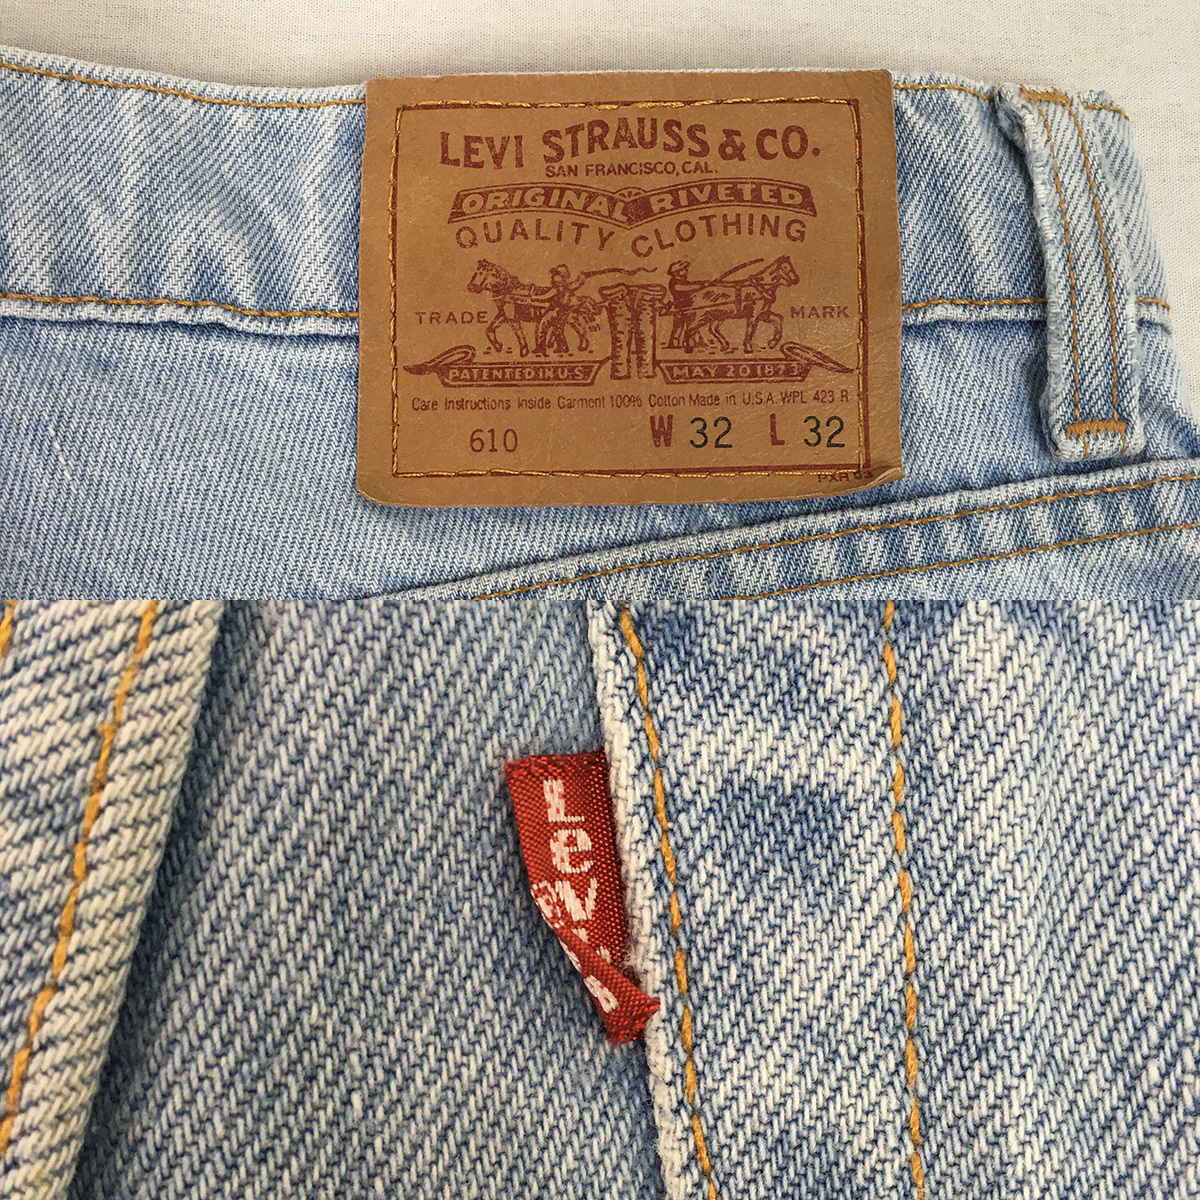 LEVI STRAUSS & CO.
SAN FRANCISCO, CAL.
ORIGINAL RIVETED
QUALITY CLOTHING
TRADE MARK
PATENTED IN U.S. MAY 20 1873
Care Instructions Inside Garment 100% Cotton Made in U.S.A. WPL 423 R
610 W 32 L 32